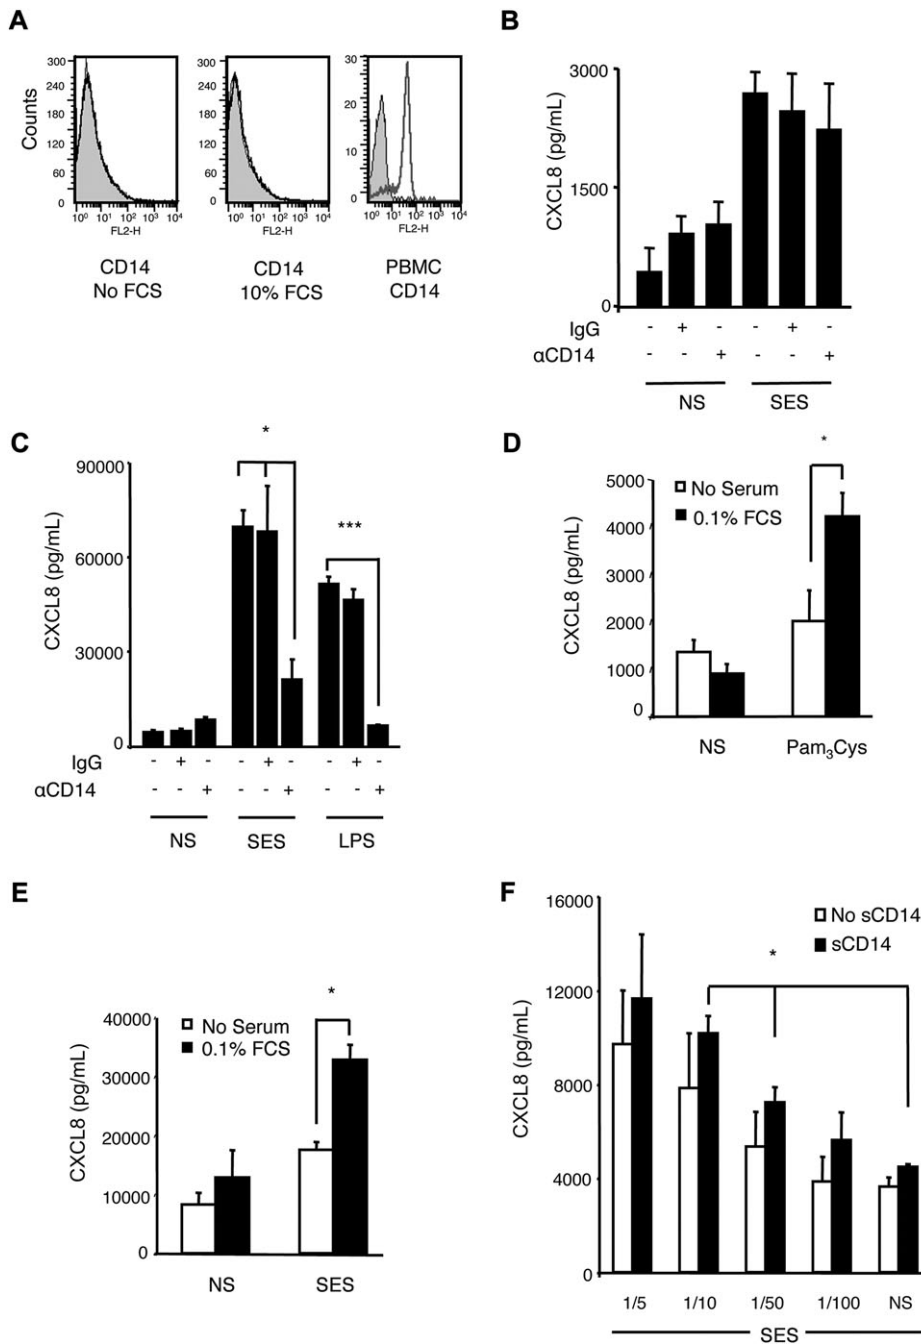 A
Counts
300
240
180
120
60
0
10⁰ 10¹ 10² 10³ 10⁴
FL2-H
CD14
No FCS
300
240
180
120
60
0
10⁰ 10¹ 10² 10³ 10⁴
FL2-H
CD14
10% FCS
30
20
10
0
10⁰ 10¹ 10² 10³ 10⁴
FL2-H
PBMC
CD14
B
CXCL8 (pg/mL)
3000
1500
0
IgG - + - - + -
αCD14 - - + - - +
NS SES
C
CXCL8 (pg/mL)
90000
60000
30000
0
*
***
IgG - + - - + - - + -
αCD14 - - + - - + - - +
NS SES LPS
D
CXCL8 (pg/mL)
5000
4000
3000
2000
1000
0
No Serum
0.1% FCS
*
NS Pam₃Cys
E
CXCL8 (pg/mL)
40000
30000
20000
10000
0
No Serum
0.1% FCS
*
NS SES
F
CXCL8 (pg/mL)
16000
12000
8000
4000
0
No sCD14
sCD14
*
1/5 1/10 1/50 1/100 NS
SES